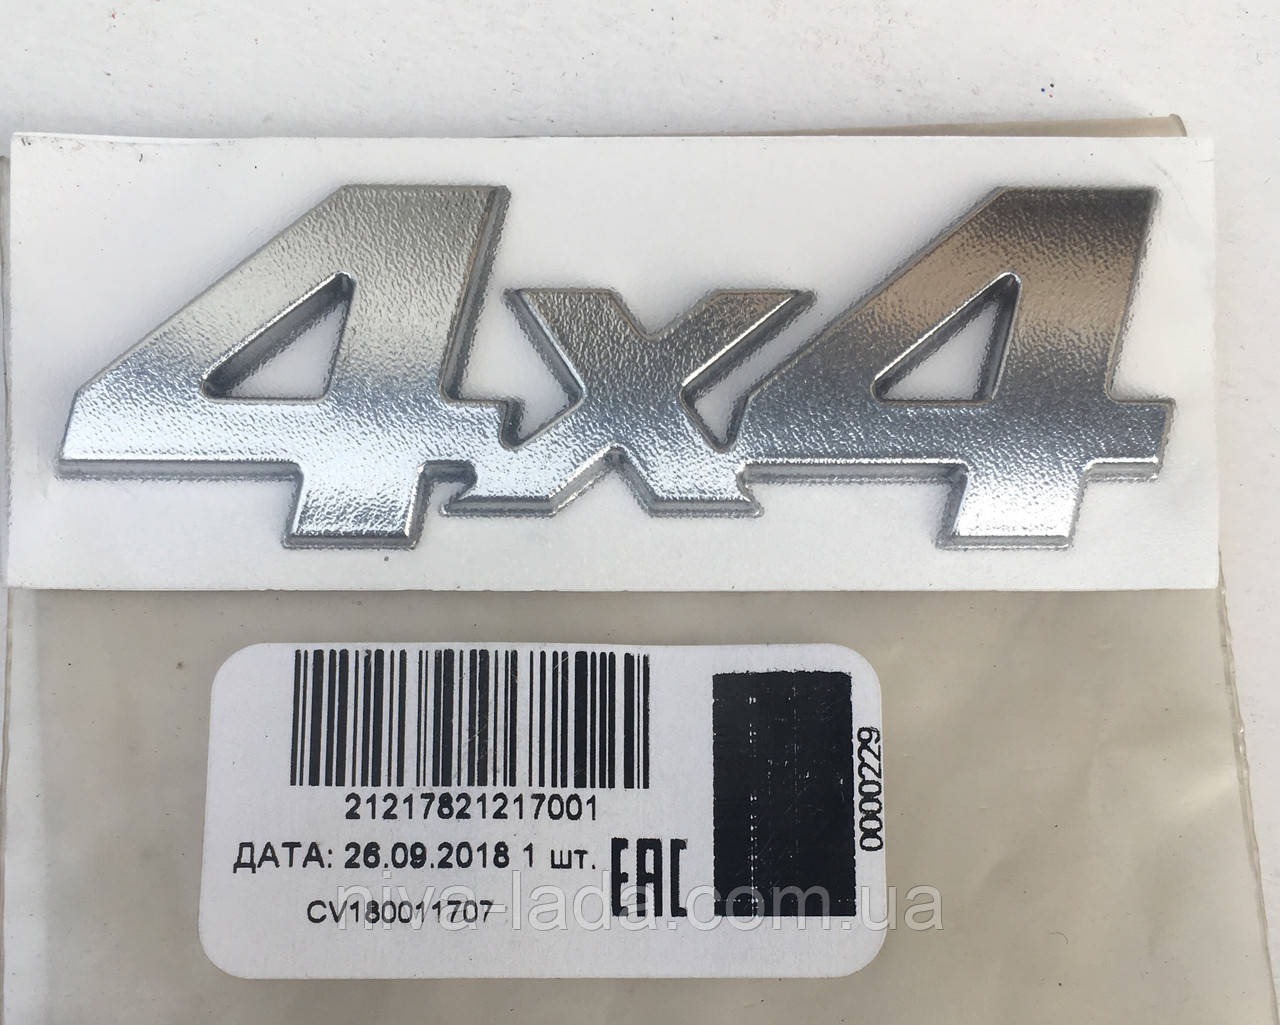 4x4
21217821217001
0000229
ДАТА: 26.09.2018 1 шт.
EAC
CV180011707
niva-lada.com.ua